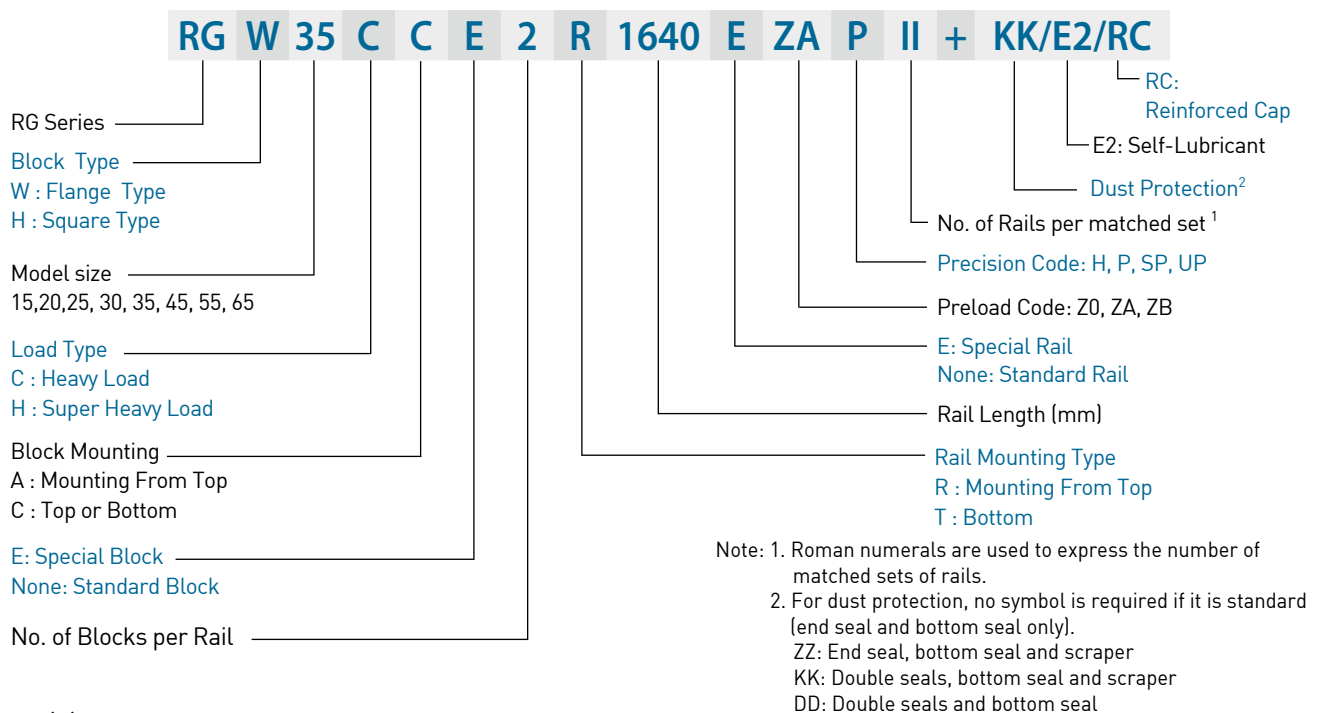 RG W 35 C C E 2 R 1640 E ZA P II + KK/E2/RC
RG Series
Block Type
W : Flange Type
H : Square Type
Model size
15,20,25, 30, 35, 45, 55, 65
Load Type
C : Heavy Load
H : Super Heavy Load
Block Mounting
A : Mounting From Top
C : Top or Bottom
E: Special Block
None: Standard Block
No. of Blocks per Rail
RC:
Reinforced Cap
E2: Self-Lubricant
Dust Protection2
No. of Rails per matched set 1
Precision Code: H, P, SP, UP
Preload Code: Z0, ZA, ZB
E: Special Rail
None: Standard Rail
Rail Length (mm)
Rail Mounting Type
R : Mounting From Top
T : Bottom
Note: 1. Roman numerals are used to express the number of
matched sets of rails.
2. For dust protection, no symbol is required if it is standard
(end seal and bottom seal only).
ZZ: End seal, bottom seal and scraper
KK: Double seals, bottom seal and scraper
DD: Double seals and bottom seal